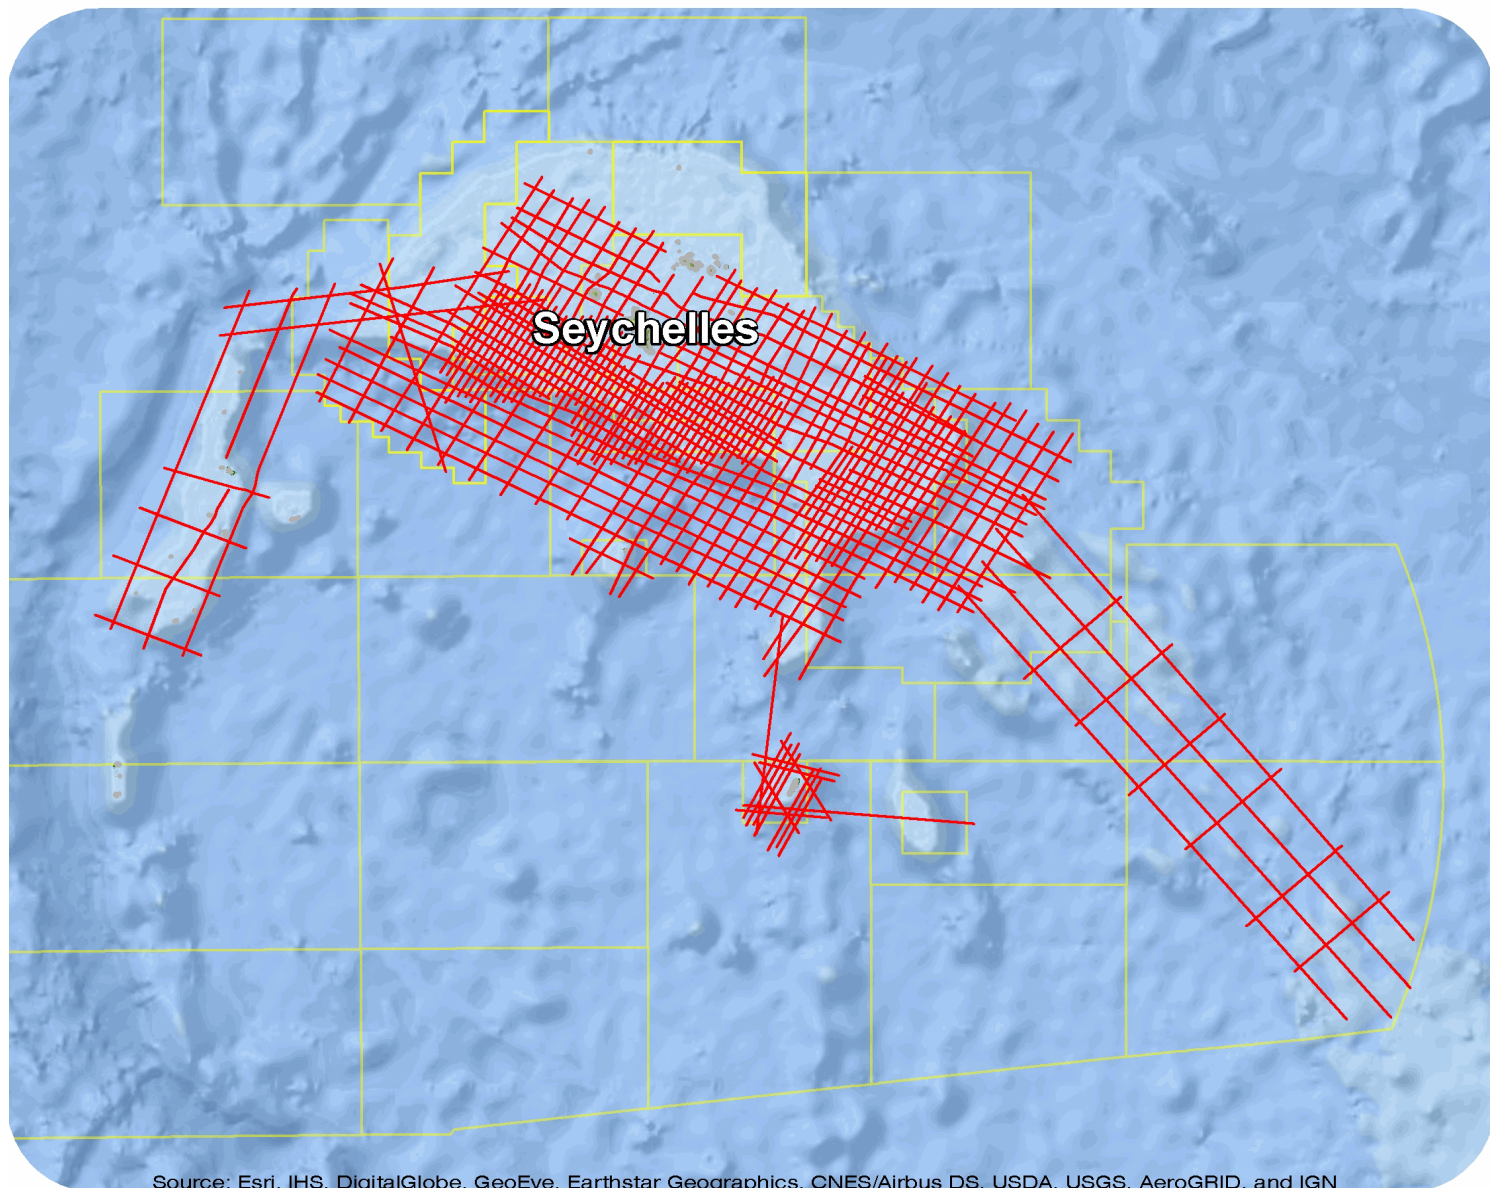 Seychelles
Source: Esri, IHS, DigitalGlobe, GeoEye, Earthstar Geographics, CNES/Airbus DS, USDA, USGS, AeroGRID, and IGN